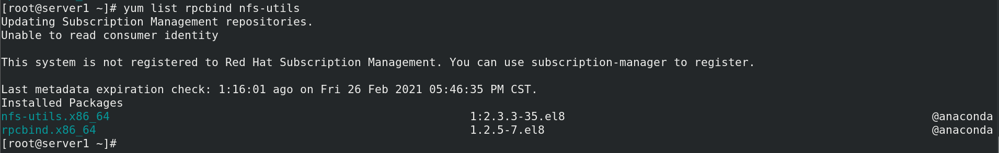 [root@server1 ~]# yum list rpcbind nfs-utils
Updating Subscription Management repositories.
Unable to read consumer identity
This system is not registered to Red Hat Subscription Management. You can use subscription-manager to register.
Last metadata expiration check: 1:16:01 ago on Fri 26 Feb 2021 05:46:35 PM CST.
Installed Packages
nfs-utils.x86_64 1:2.3.3-35.el8 @anaconda
rpcbind.x86_64 1.2.5-7.el8 @anaconda
[root@server1 ~]#